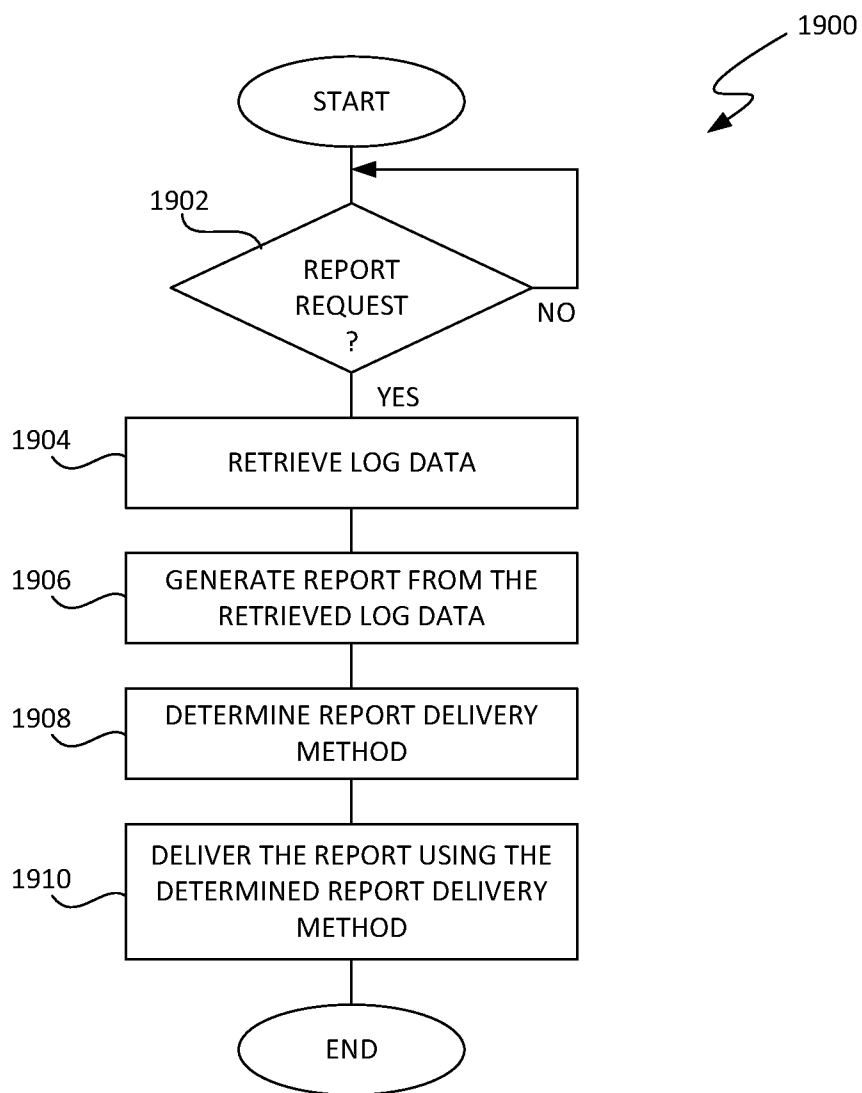 1900
START
1902
REPORT
REQUEST
?
NO
YES
1904
RETRIEVE LOG DATA
1906
GENERATE REPORT FROM THE
RETRIEVED LOG DATA
1908
DETERMINE REPORT DELIVERY
METHOD
1910
DELIVER THE REPORT USING THE
DETERMINED REPORT DELIVERY
METHOD
END